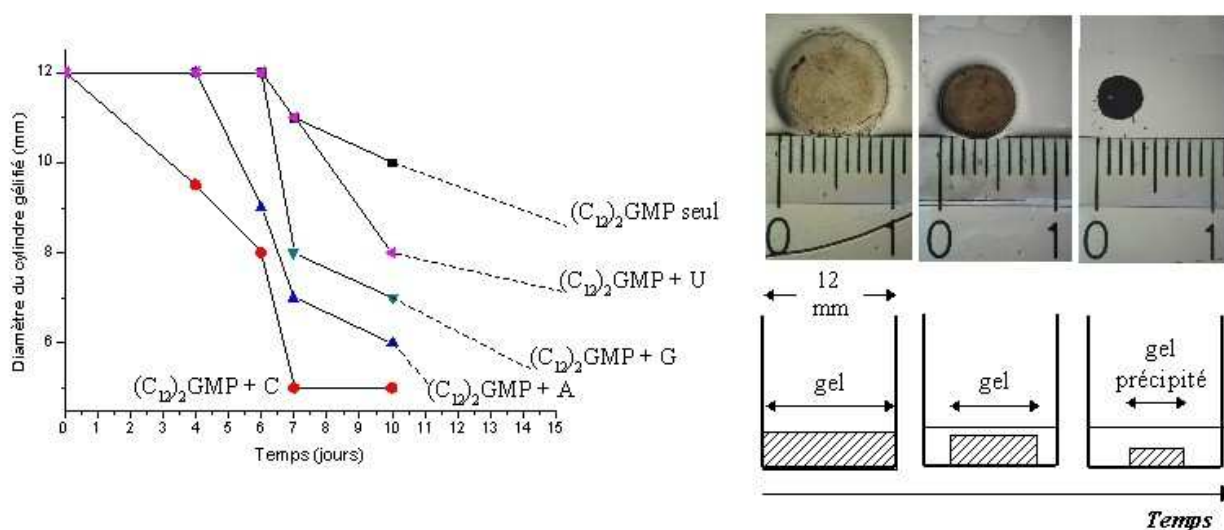 Diamètre du cylindre gélifié (mm)
12
10
8
6
0 1 2 3 4 5 6 7 8 9 10 11 12 13 14 15
Temps (jours)
(C₁₂)₂GMP seul
(C₁₂)₂GMP + U
(C₁₂)₂GMP + G
(C₁₂)₂GMP + A
(C₁₂)₂GMP + C
0 1
0 1
0 1
12
mm
gel
gel
gel
précipité
Temps